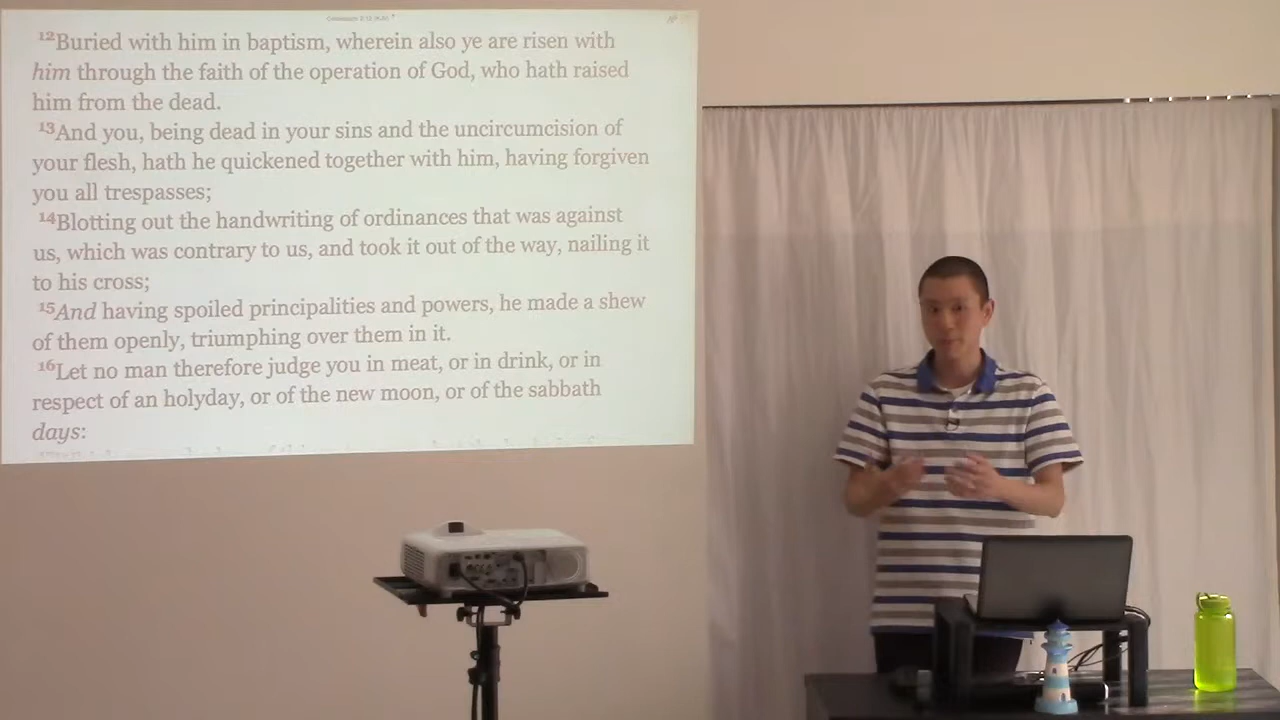 12Buried with him in baptism, wherein also ye are risen with
him through the faith of the operation of God, who hath raised
him from the dead.
13And you, being dead in your sins and the uncircumcision of
your flesh, hath he quickened together with him, having forgiven
you all trespasses;
14Blotting out the handwriting of ordinances that was against
us, which was contrary to us, and took it out of the way, nailing it
to his cross;
15And having spoiled principalities and powers, he made a shew
of them openly, triumphing over them in it.
16Let no man therefore judge you in meat, or in drink, or in
respect of an holyday, or of the new moon, or of the sabbath
days: